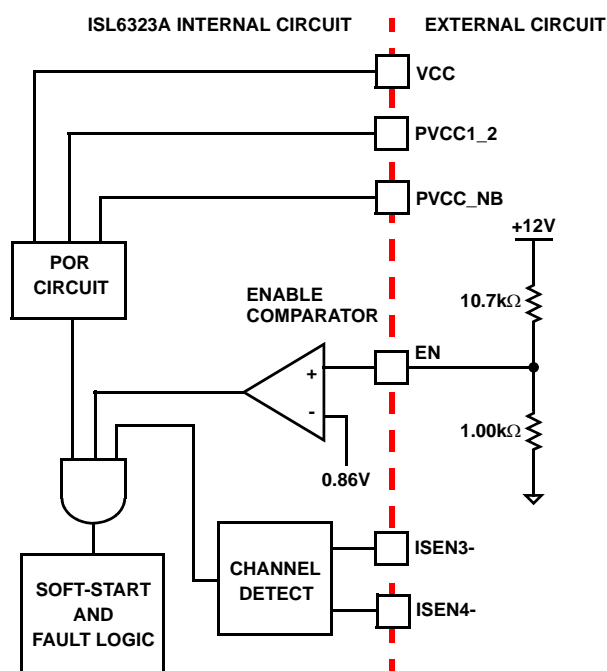 ISL6323A INTERNAL CIRCUIT
EXTERNAL CIRCUIT
VCC
PVCC1_2
PVCC_NB
+12V
POR
CIRCUIT
10.7kΩ
ENABLE
COMPARATOR
EN
+
-
1.00kΩ
0.86V
ISEN3-
CHANNEL
DETECT
ISEN4-
SOFT-START
AND
FAULT LOGIC